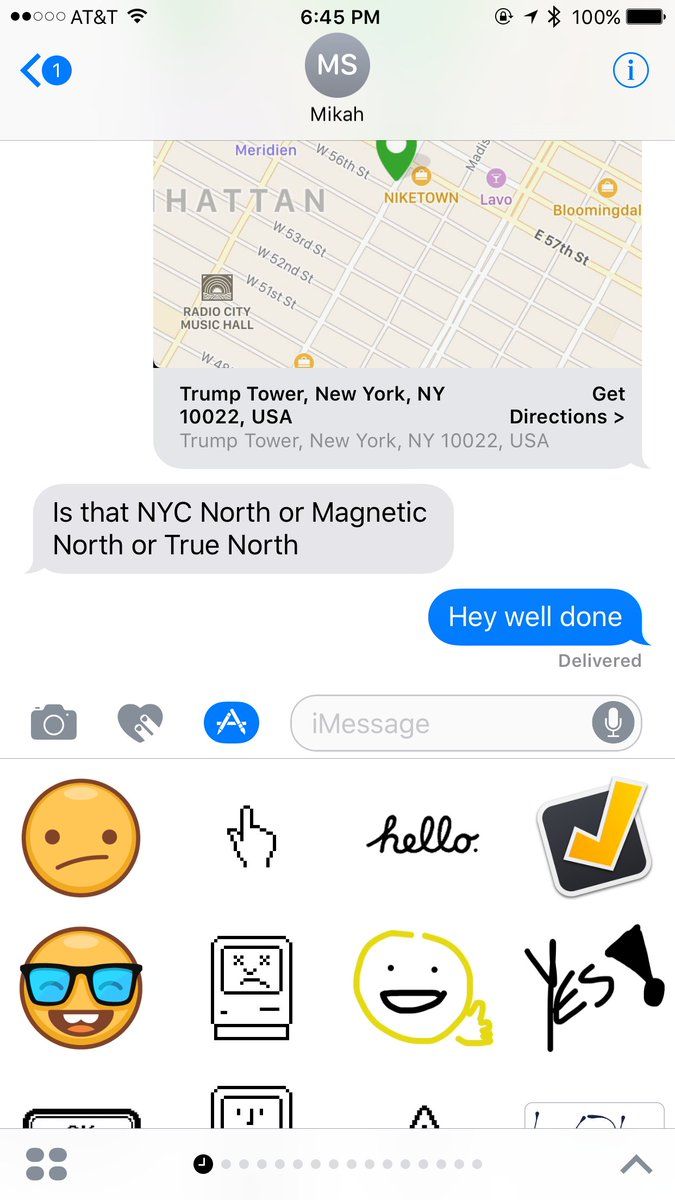 AT&T 6:45 PM 100%
1
MS
Mikah
Meridien
W 56th St
HATTAN
NIKETOWN
Lavo
Bloomingdal
W 53rd St
E 57th St
W 52nd St
W 51st St
RADIO CITY
MUSIC HALL
Trump Tower, New York, NY
10022, USA
Get
Directions >
Trump Tower, New York, NY 10022, USA
Is that NYC North or Magnetic
North or True North
Hey well done
Delivered
iMessage
hello.
YES!